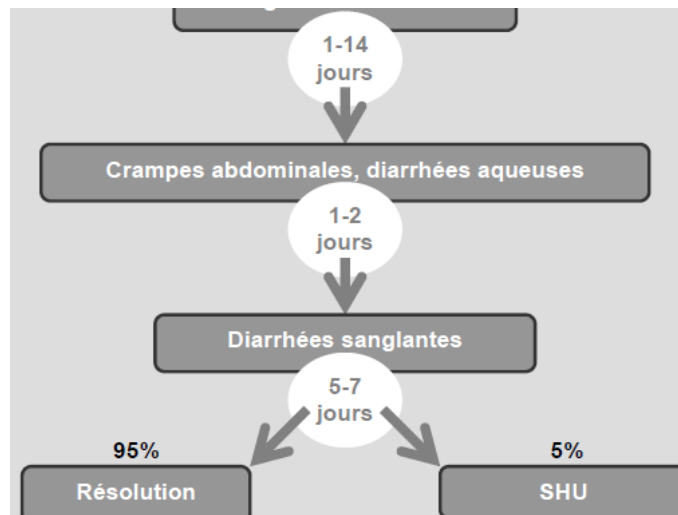 1-14
jours
Crampes abdominales, diarrhées aqueuses
1-2
jours
Diarrhées sanglantes
5-7
jours
95%
5%
Résolution
SHU